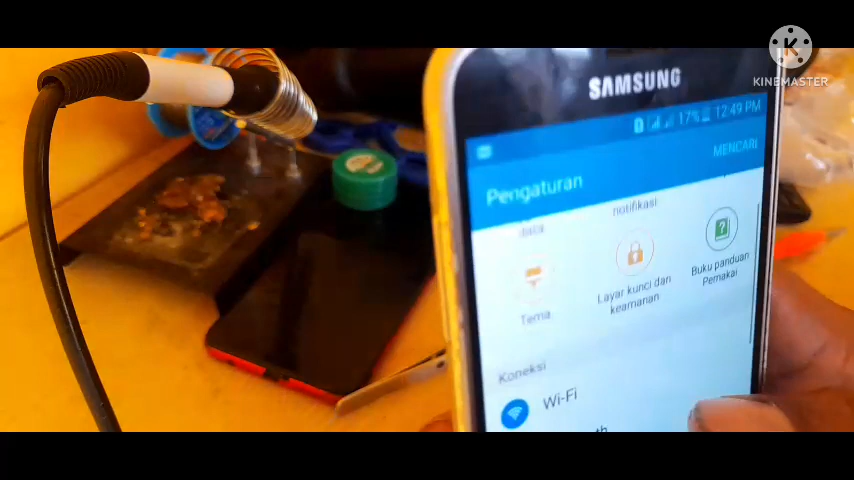 KINEMASTER
SAMSUNG
17% 12:49 PM
MENCARI
Pengaturan
data
notifikasi
Tema
Layar kunci dan
keamanan
Buku panduan
Pemakai
Koneksi
Wi-Fi